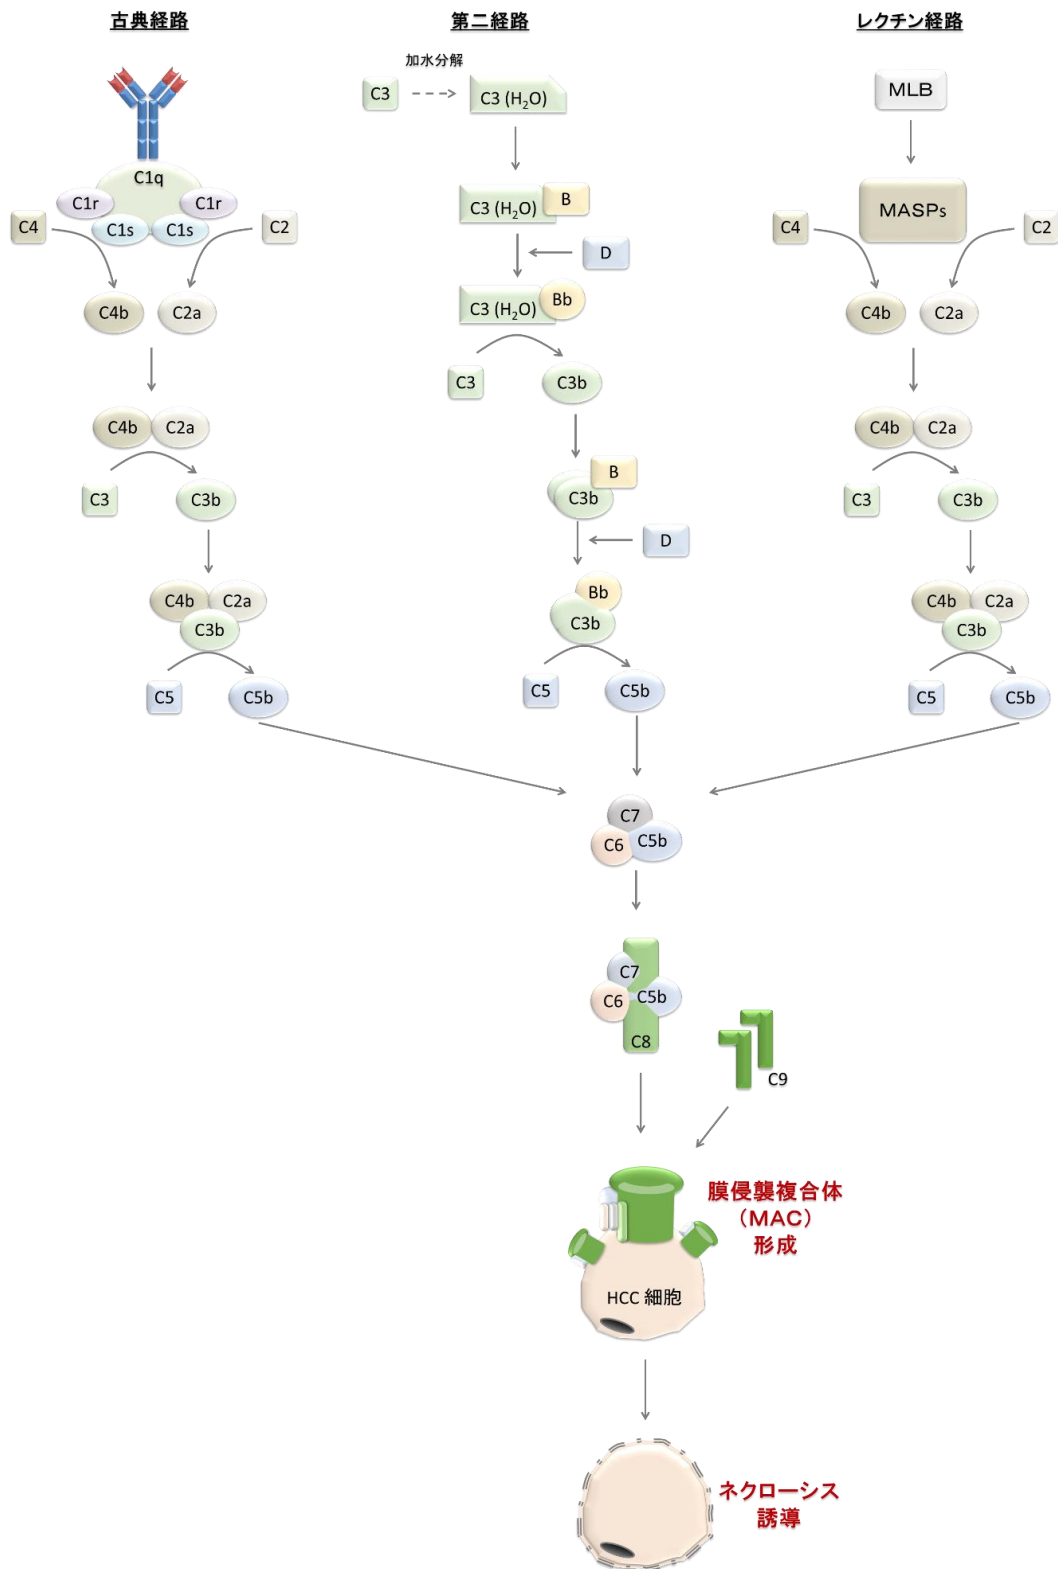 古典経路
第二経路
レクチン経路
加水分解
C3
C3 (H₂O)
MLB
C1q
C1r
C1r
C1s
C1s
C4
C2
C3 (H₂O)
B
MASPs
C4
C2
D
C4b
C2a
C3 (H₂O)
Bb
C4b
C2a
C3
C3b
C4b
C2a
C4b
C2a
C3
C3b
B
C3b
C3
C3b
D
C4b
C2a
C3b
Bb
C3b
C4b
C2a
C3b
C5
C5b
C5
C5b
C5
C5b
C7
C6
C5b
C7
C6
C5b
C8
C9
膜侵襲複合体
（MAC）
形成
HCC 細胞
ネクローシス
誘導